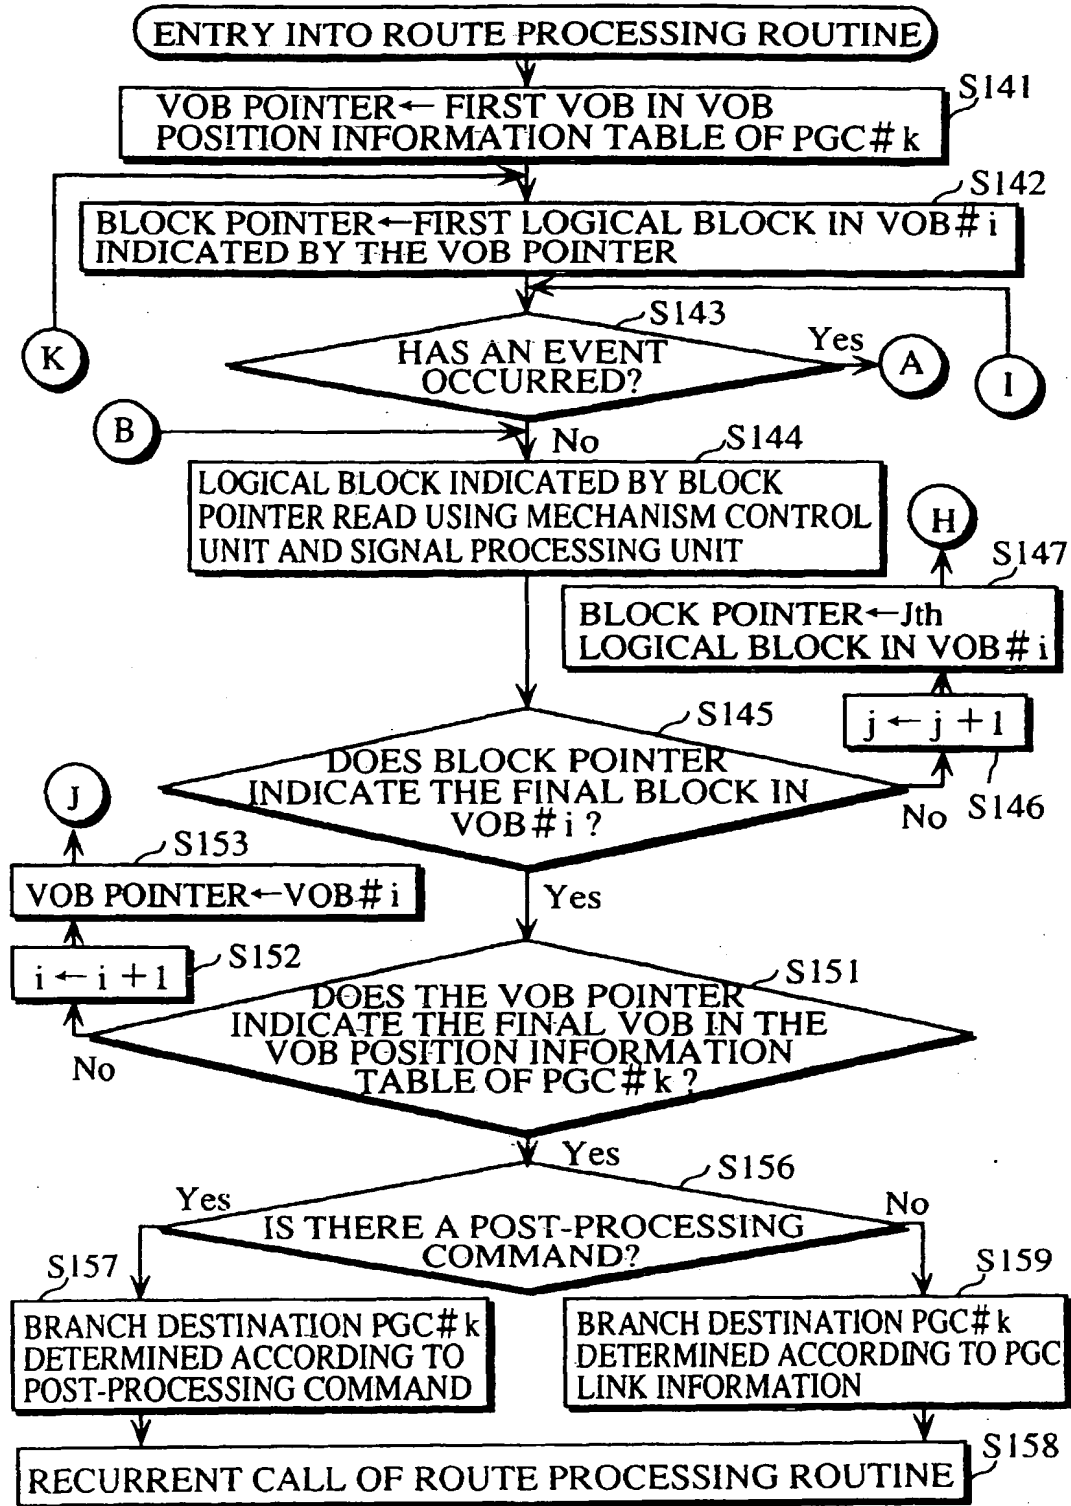 ENTRY INTO ROUTE PROCESSING ROUTINE
S141
VOB POINTER←FIRST VOB IN VOB
POSITION INFORMATION TABLE OF PGC#k
S142
BLOCK POINTER←FIRST LOGICAL BLOCK IN VOB#i
INDICATED BY THE VOB POINTER
S143
HAS AN EVENT
OCCURRED?
Yes
A
K
I
B
No
S144
LOGICAL BLOCK INDICATED BY BLOCK
POINTER READ USING MECHANISM CONTROL
UNIT AND SIGNAL PROCESSING UNIT
H
S147
BLOCK POINTER←Jth
LOGICAL BLOCK IN VOB#i
j←j+1
S146
S145
DOES BLOCK POINTER
INDICATE THE FINAL BLOCK IN
VOB#i?
No
Yes
J
S153
VOB POINTER←VOB#i
S152
i←i+1
S151
DOES THE VOB POINTER
INDICATE THE FINAL VOB IN THE
VOB POSITION INFORMATION
TABLE OF PGC#k?
No
Yes
S156
IS THERE A POST-PROCESSING
COMMAND?
Yes
No
S157
BRANCH DESTINATION PGC#k
DETERMINED ACCORDING TO
POST-PROCESSING COMMAND
S159
BRANCH DESTINATION PGC#k
DETERMINED ACCORDING TO PGC
LINK INFORMATION
S158
RECURRENT CALL OF ROUTE PROCESSING ROUTINE